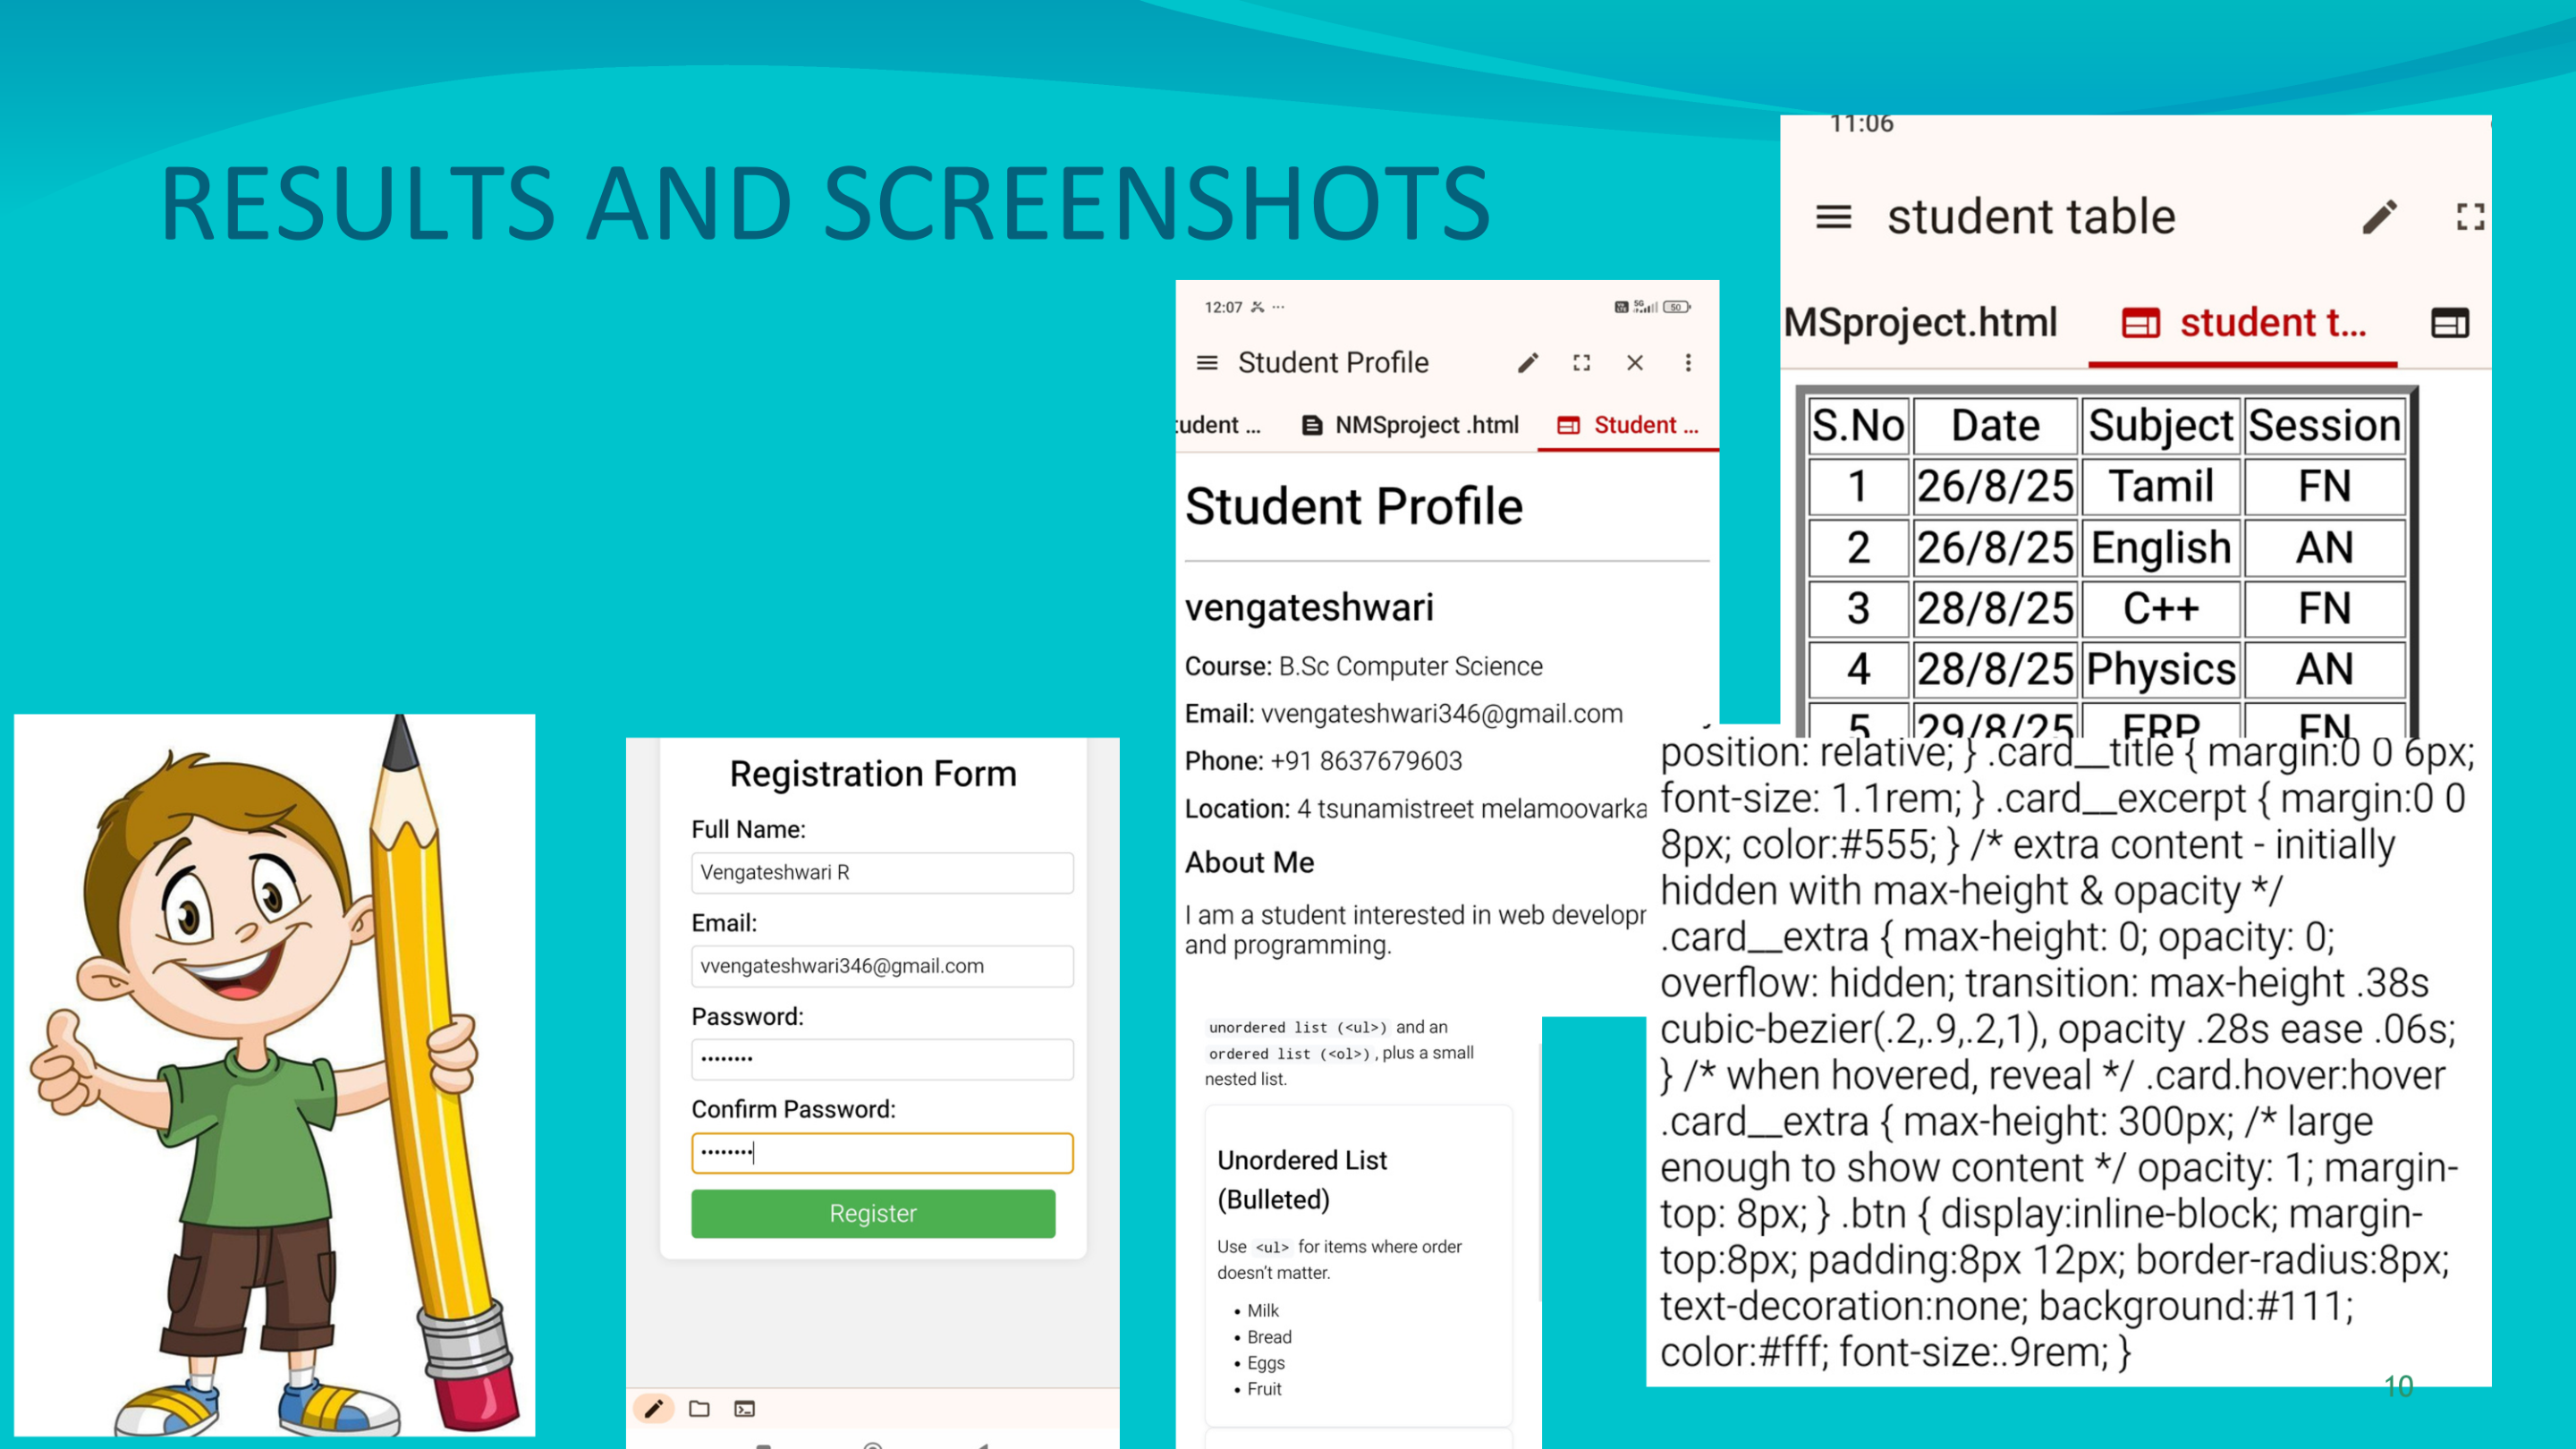 RESULTS AND SCREENSHOTS
Registration Form
Full Name:
Vengateshwari R
Email:
vvengateshwari346@gmail.com
Password:
••••••••
Confirm Password:
••••••••
Register
12:07 ...
5G 50
Student Profile
tudent ... NMSproject .html Student ...
Student Profile
vengateshwari
Course: B.Sc Computer Science
Email: vvengateshwari346@gmail.com
Phone: +91 8637679603
Location: 4 tsunamistreet melamoovarka
About Me
I am a student interested in web developr
and programming.
unordered list (<ul>) and an
ordered list (<ol>), plus a small
nested list.
Unordered List
(Bulleted)
Use <ul> for items where order
doesn't matter.
• Milk
• Bread
• Eggs
• Fruit
11:06
student table
MSproject.html student t...
S.No Date Subject Session
1 26/8/25 Tamil FN
2 26/8/25 English AN
3 28/8/25 C++ FN
4 28/8/25 Physics AN
5 29/8/25 ERP FN
position: relative; } .card__title { margin:0 0 6px;
font-size: 1.1rem; } .card__excerpt { margin:0 0
8px; color:#555; } /* extra content - initially
hidden with max-height & opacity */
.card__extra { max-height: 0; opacity: 0;
overflow: hidden; transition: max-height .38s
cubic-bezier(.2,.9,.2,1), opacity .28s ease .06s;
} /* when hovered, reveal */ .card.hover:hover
.card__extra { max-height: 300px; /* large
enough to show content */ opacity: 1; margin-
top: 8px; } .btn { display:inline-block; margin-
top:8px; padding:8px 12px; border-radius:8px;
text-decoration:none; background:#111;
color:#fff; font-size:.9rem; }
10